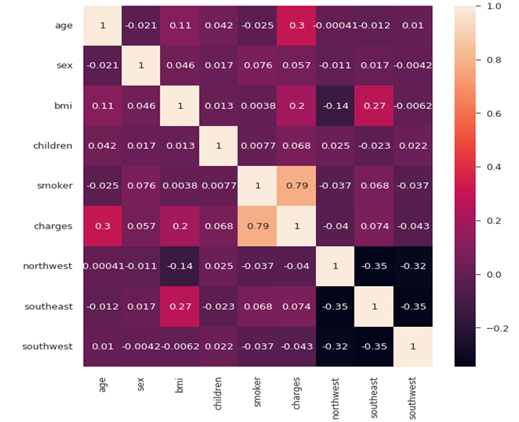 age 1 -0.021 0.11 0.042 -0.025 0.3 -0.00041 -0.012 0.01
sex -0.021 1 0.046 0.017 0.076 0.057 -0.011 0.017 -0.0042
bmi 0.11 0.046 1 0.013 0.0038 0.2 -0.14 0.27 -0.0062
children 0.042 0.017 0.013 1 0.0077 0.068 0.025 -0.023 0.022
smoker -0.025 0.076 0.0038 0.0077 1 0.79 -0.037 0.068 -0.037
charges 0.3 0.057 0.2 0.068 0.79 1 -0.04 0.074 -0.043
northwest 0.00041 -0.011 -0.14 0.025 -0.037 -0.04 1 -0.35 -0.32
southeast -0.012 0.017 0.27 -0.023 0.068 0.074 -0.35 1 -0.35
southwest 0.01 -0.0042 -0.0062 0.022 -0.037 -0.043 -0.32 -0.35 1
age sex bmi children smoker charges northwest southeast southwest
1.0
0.8
0.6
0.4
0.2
0.0
-0.2